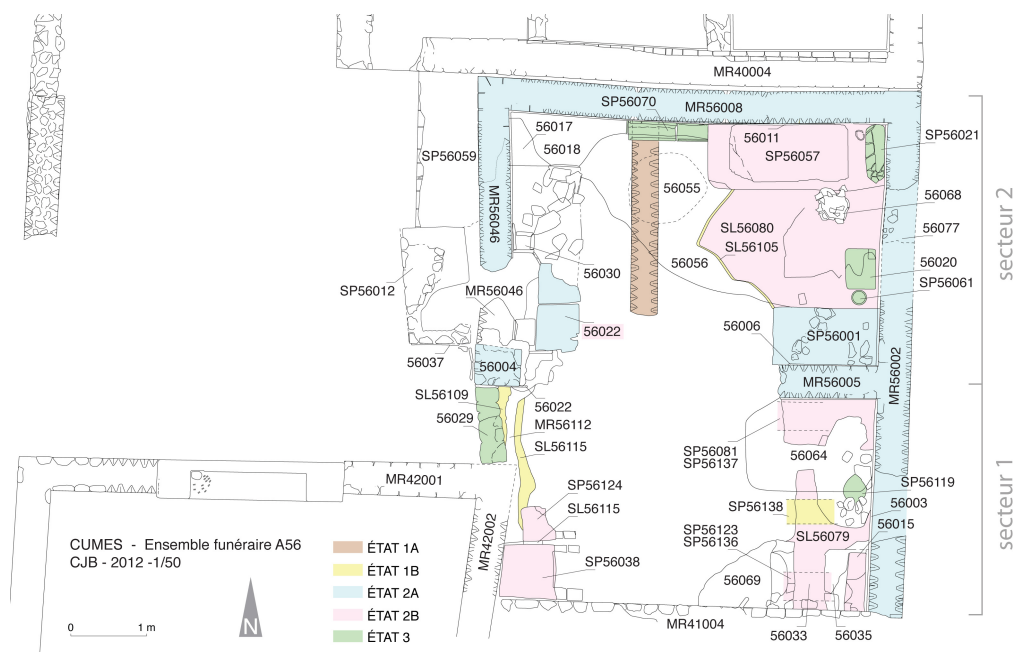 MR40004
SP56070
MR56008
56017
56011
SP56021
SP56059
56018
SP56057
56055
56068
MR56046
SL56080
SL56105
56077
secteur 2
56056
56030
56020
SP56012
MR56046
SP56061
56022
56006
SP56001
56037
56004
MR56005
MR56002
SL56109
56022
56029
MR56112
SL56115
SP56081
SP56137
56064
SP56119
MR42001
SP56124
SP56138
56003
SL56115
56015
SP56123
SP56136
SL56079
secteur 1
MR42002
SP56038
56069
CUMES - Ensemble funéraire A56
CJB - 2012 -1/50
ÉTAT 1A
ÉTAT 1B
ÉTAT 2A
ÉTAT 2B
ÉTAT 3
N
0 1 m
MR41004
56033
56035